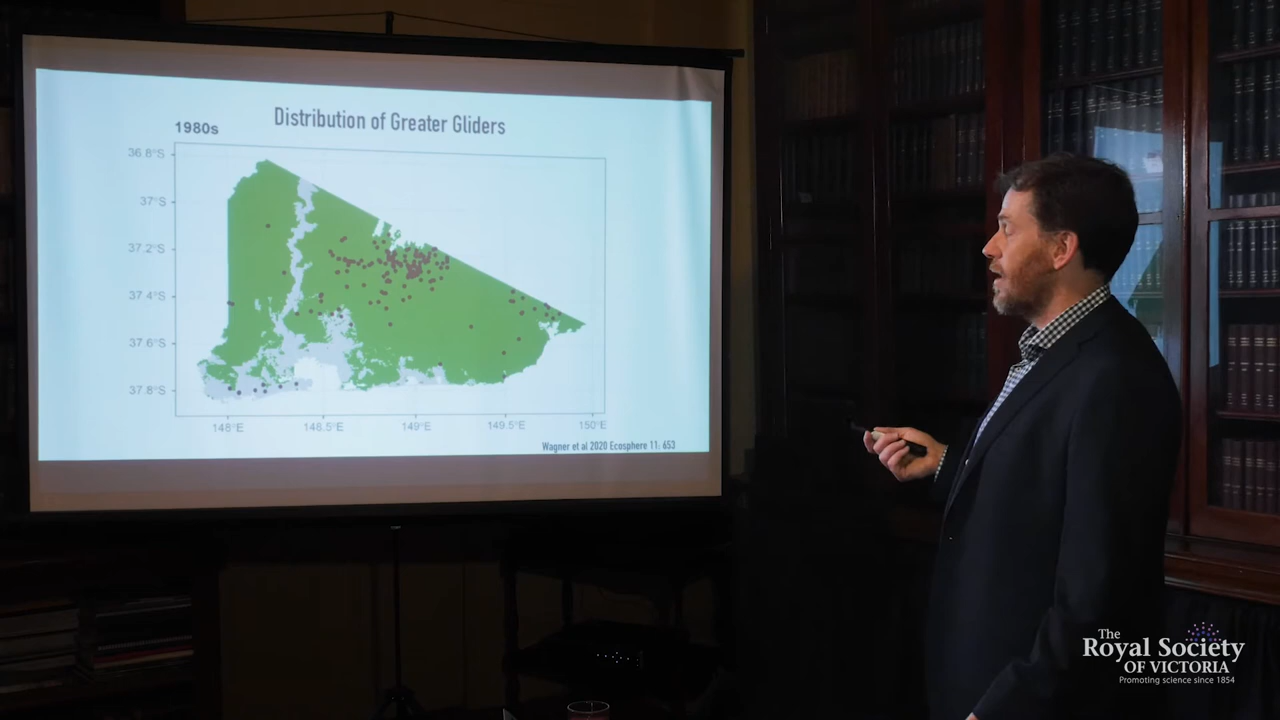 Distribution of Greater Gliders
1980s
36.8°S
37°S
37.2°S
37.4°S
37.6°S
37.8°S
148°E
148.5°E
149°E
149.5°E
150°E
Wagner et al 2020 Ecosphere 11: 653
The
Royal Society
OF VICTORIA
Promoting science since 1854